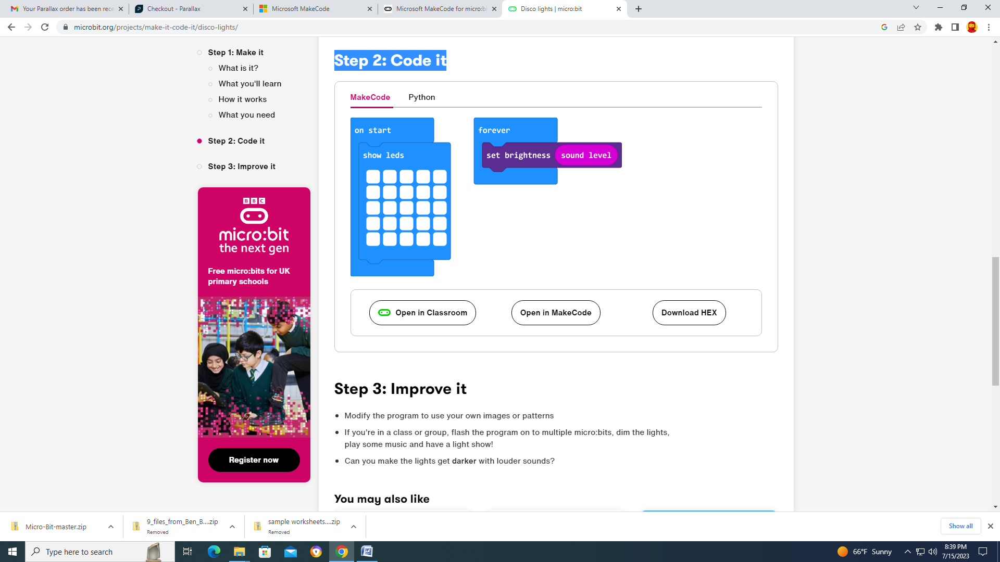 Your Parallax order has been rece
Checkout - Parallax
Microsoft MakeCode
Microsoft MakeCode for micro:bi
Disco lights | micro:bit
microbit.org/projects/make-it-code-it/disco-lights/
Step 1: Make it
What is it?
What you'll learn
How it works
What you need
Step 2: Code it
Step 3: Improve it
BBC
micro:bit
the next gen
Free micro:bits for UK
primary schools
Register now
Step 2: Code it
MakeCode
Python
on start
show leds
forever
set brightness sound level
Open in Classroom
Open in MakeCode
Download HEX
Step 3: Improve it
Modify the program to use your own images or patterns
If you're in a class or group, flash the program on to multiple micro:bits, dim the lights,
play some music and have a light show!
Can you make the lights get darker with louder sounds?
You may also like
Micro-Bit-master.zip
9_files_from_Ben_B....zip
Removed
sample worksheets....zip
Removed
Show all
Type here to search
66°F Sunny
8:39 PM
7/15/2023